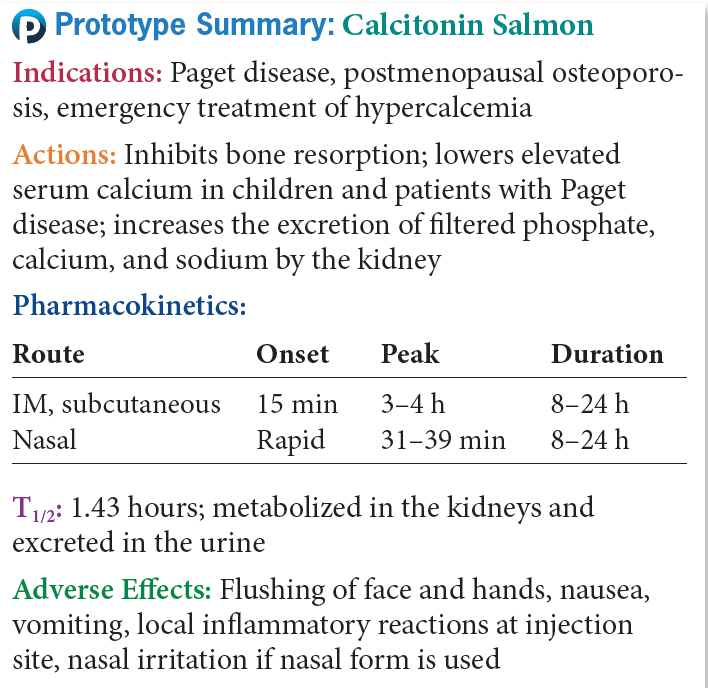 P Prototype Summary: Calcitonin Salmon
Indications: Paget disease, postmenopausal osteoporo-
sis, emergency treatment of hypercalcemia
Actions: Inhibits bone resorption; lowers elevated
serum calcium in children and patients with Paget
disease; increases the excretion of filtered phosphate,
calcium, and sodium by the kidney
Pharmacokinetics:
Route Onset Peak Duration
IM, subcutaneous 15 min 3–4 h 8–24 h
Nasal Rapid 31–39 min 8–24 h
T1/2: 1.43 hours; metabolized in the kidneys and
excreted in the urine
Adverse Effects: Flushing of face and hands, nausea,
vomiting, local inflammatory reactions at injection
site, nasal irritation if nasal form is used